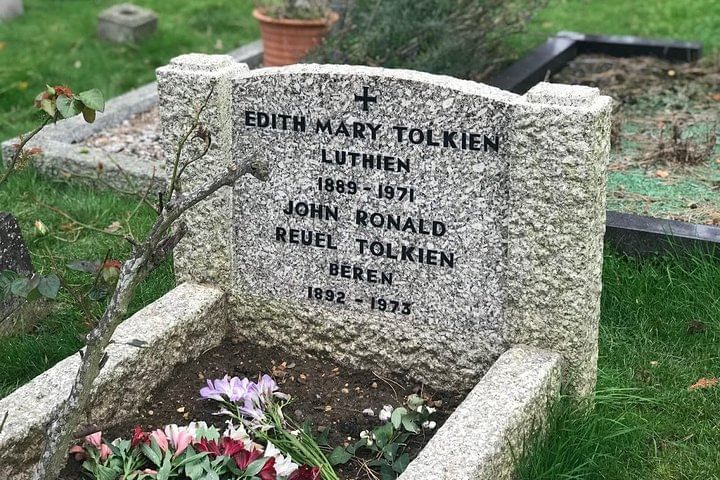 EDITH MARY TOLKIEN
LUTHIEN
1889 - 1971
JOHN RONALD
REUEL TOLKIEN
BEREN
1892 - 1973